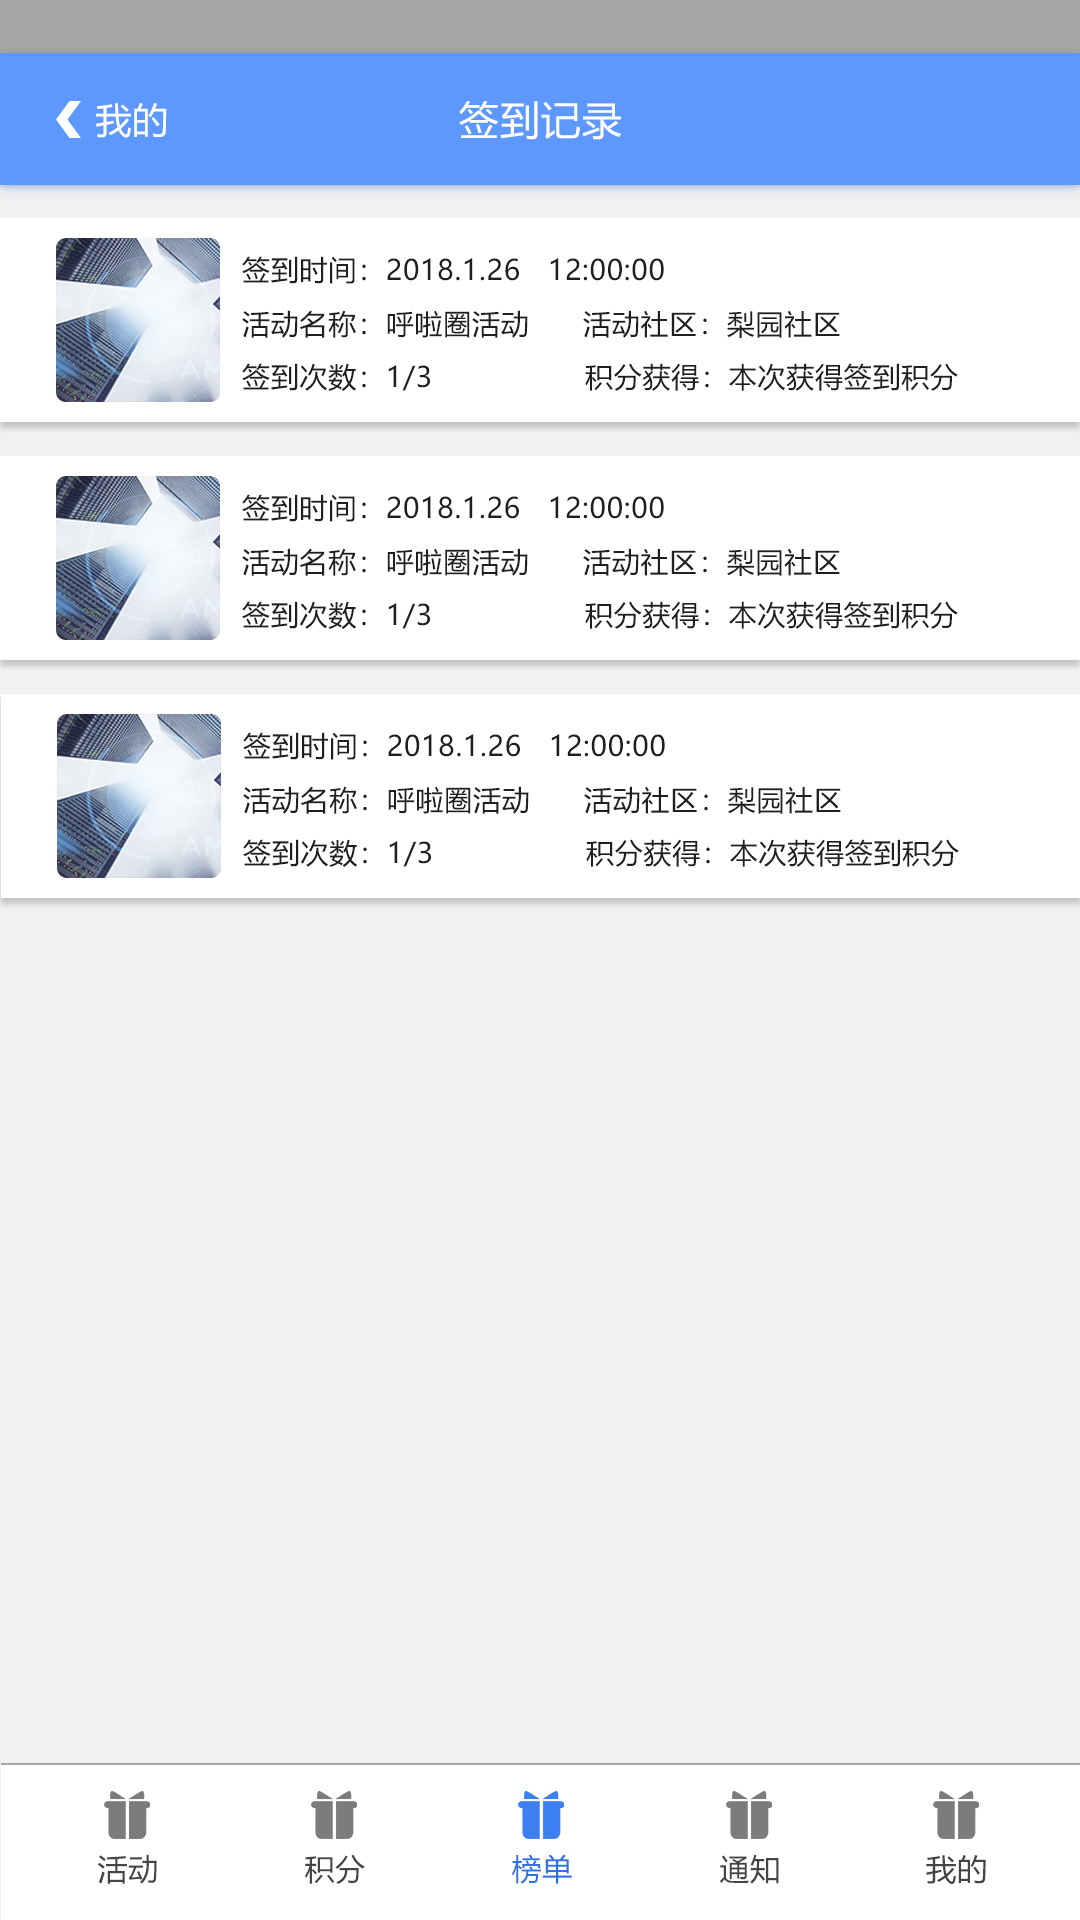 我的
签到记录
签到时间：2018.1.26 12:00:00
活动名称：呼啦圈活动 活动社区：梨园社区
签到次数：1/3 积分获得：本次获得签到积分
AM
签到时间：2018.1.26 12:00:00
活动名称：呼啦圈活动 活动社区：梨园社区
签到次数：1/3 积分获得：本次获得签到积分
AM
签到时间：2018.1.26 12:00:00
活动名称：呼啦圈活动 活动社区：梨园社区
签到次数：1/3 积分获得：本次获得签到积分
AM
活动
积分
榜单
通知
我的